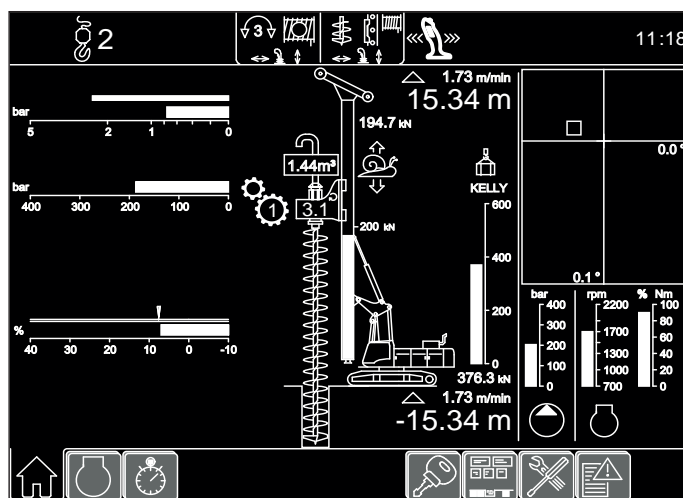 2
3
11:18
1.73 m/min
15.34 m
bar
5 2 1 0
194.7 kN
1.44m³
KELLY
0.0 °
bar
400 300 200 100 0
1
3.1
200 kN
600
400
200
0
0.1 °
bar
400
300
200
100
0
rpm
2200
1700
1300
1000
700
% Nm
100
80
60
40
20
0
%
40 30 20 10 0 -10
376.3 kN
1.73 m/min
-15.34 m